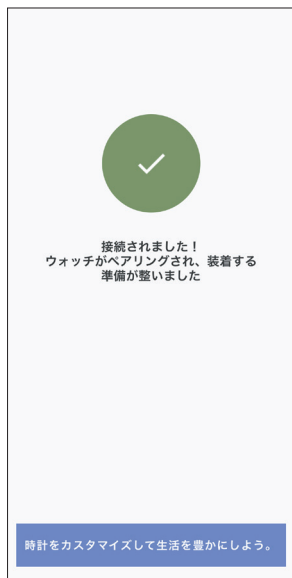 接続されました！
ウォッチがペアリングされ、装着する
準備が整いました
時計をカスタマイズして生活を豊かにしよう。